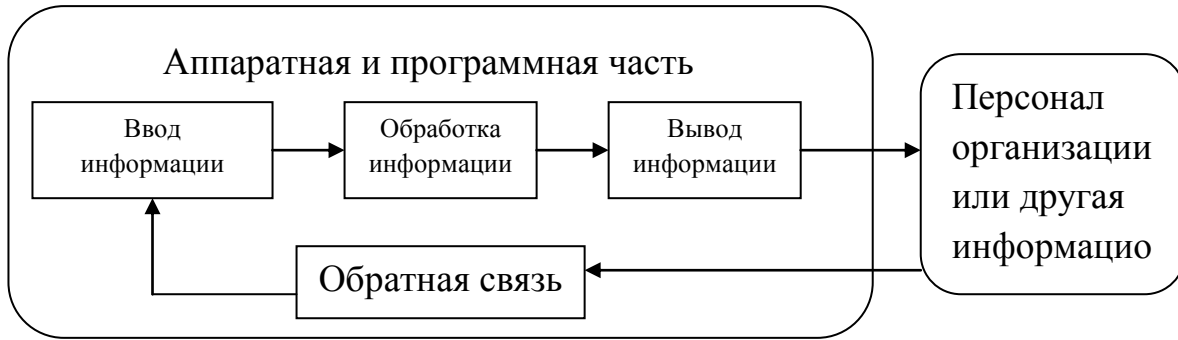 Аппаратная и программная часть
Ввод
информации
Обработка
информации
Вывод
информации
Персонал
организации
или другая
информацио
Обратная связь